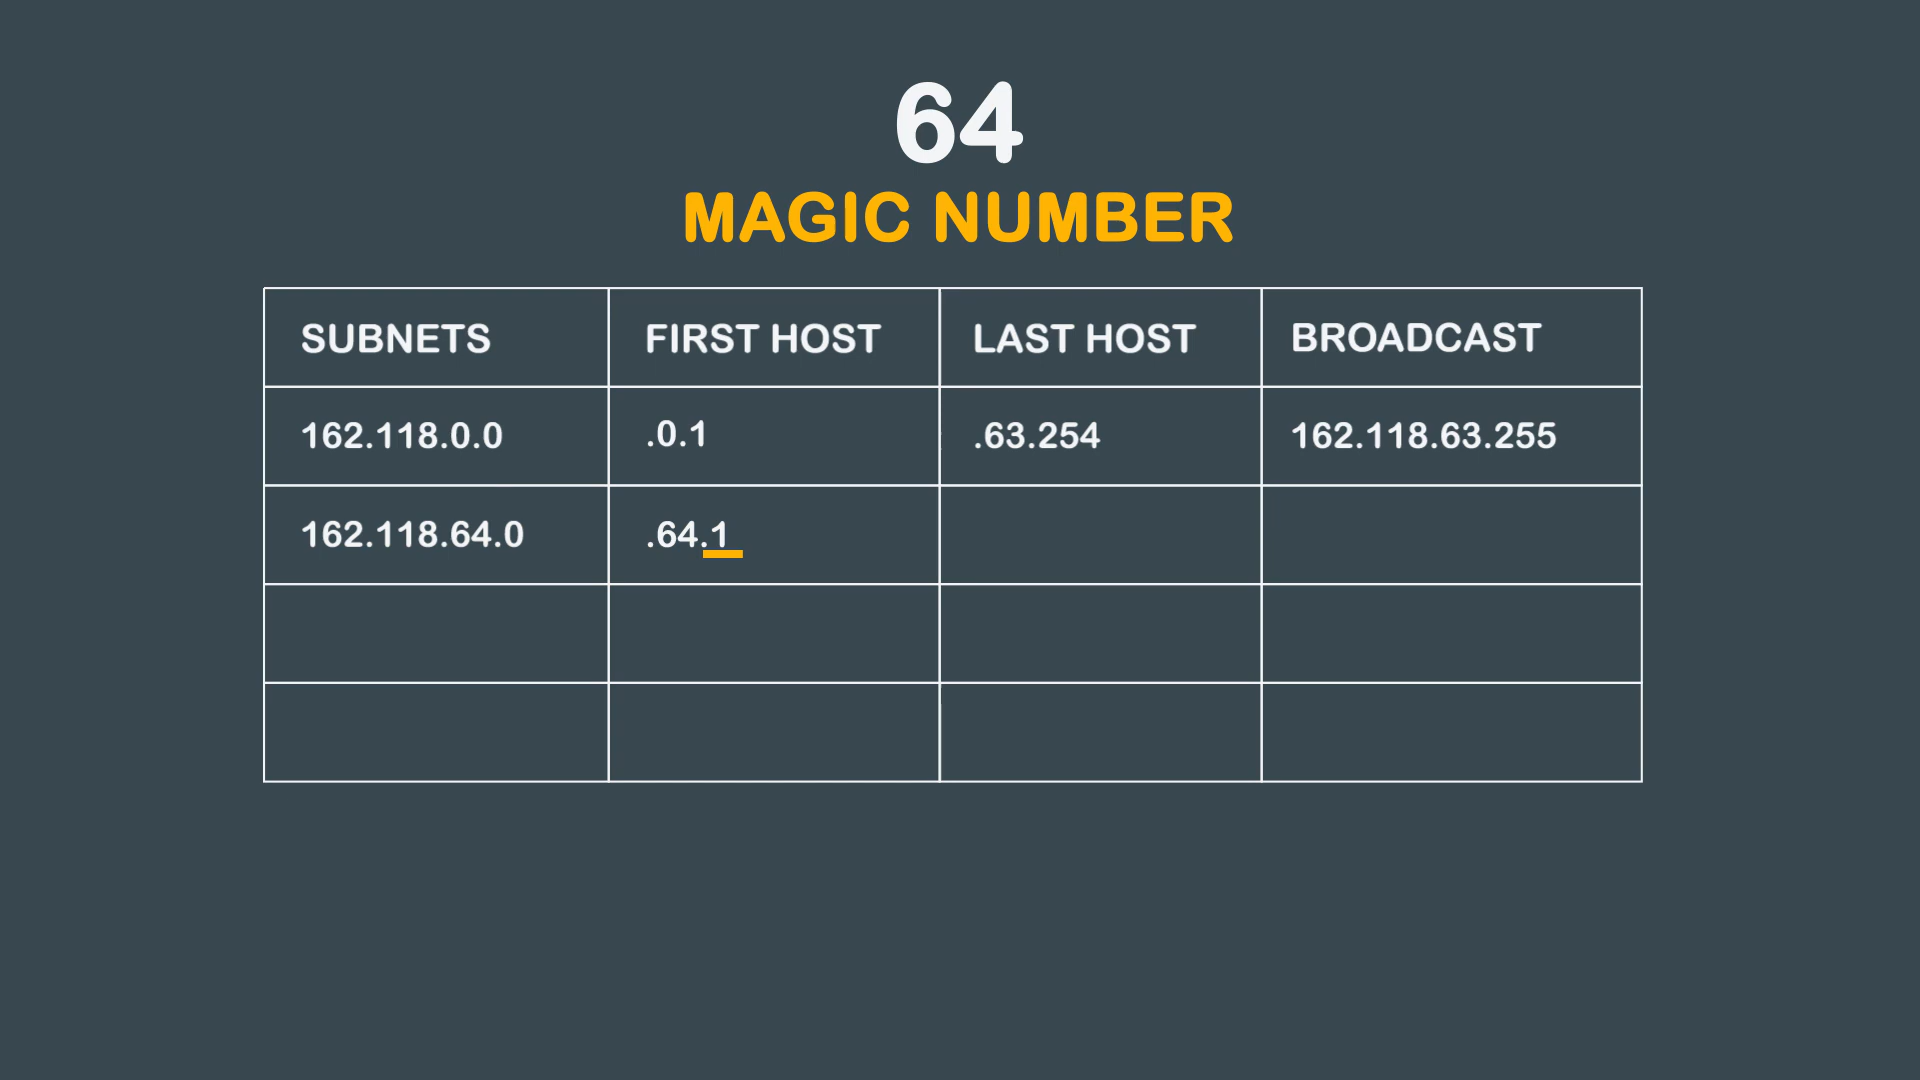 64
MAGIC NUMBER
SUBNETS FIRST HOST LAST HOST BROADCAST
162.118.0.0 .0.1 .63.254 162.118.63.255
162.118.64.0 .64.1